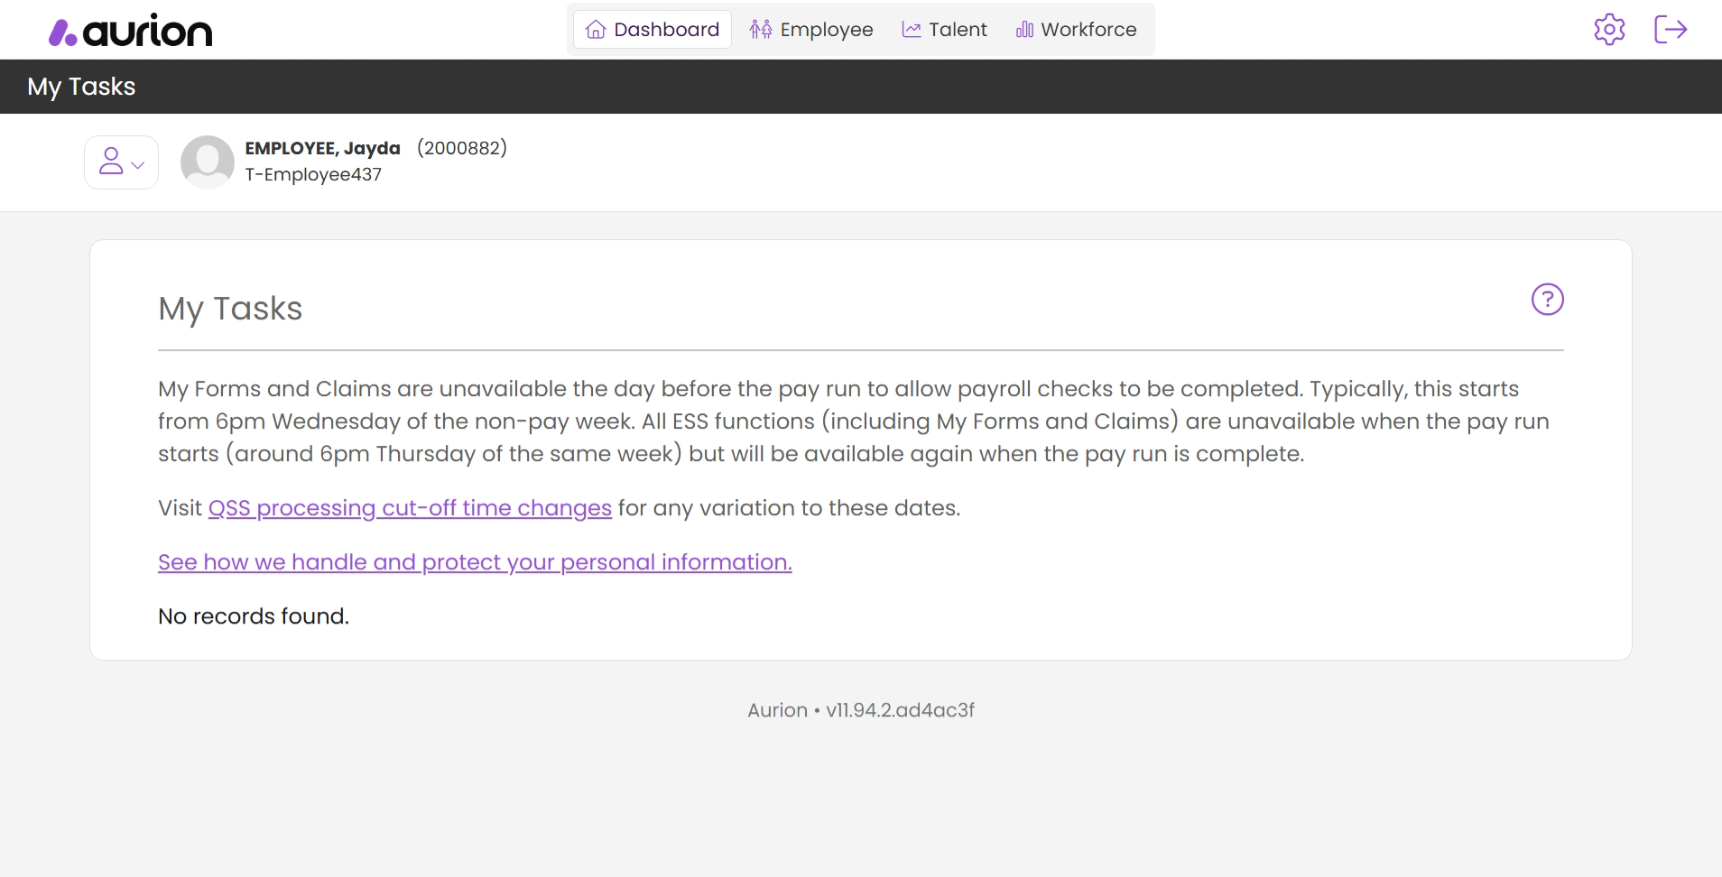 aurion
Dashboard
Employee
Talent
Workforce
My Tasks
EMPLOYEE, Jayda (2000882)
T-Employee437
My Tasks
?
My Forms and Claims are unavailable the day before the pay run to allow payroll checks to be completed. Typically, this starts
from 6pm Wednesday of the non-pay week. All ESS functions (including My Forms and Claims) are unavailable when the pay run
starts (around 6pm Thursday of the same week) but will be available again when the pay run is complete.
Visit QSS processing cut-off time changes for any variation to these dates.
See how we handle and protect your personal information.
No records found.
Aurion • v11.94.2.ad4ac3f